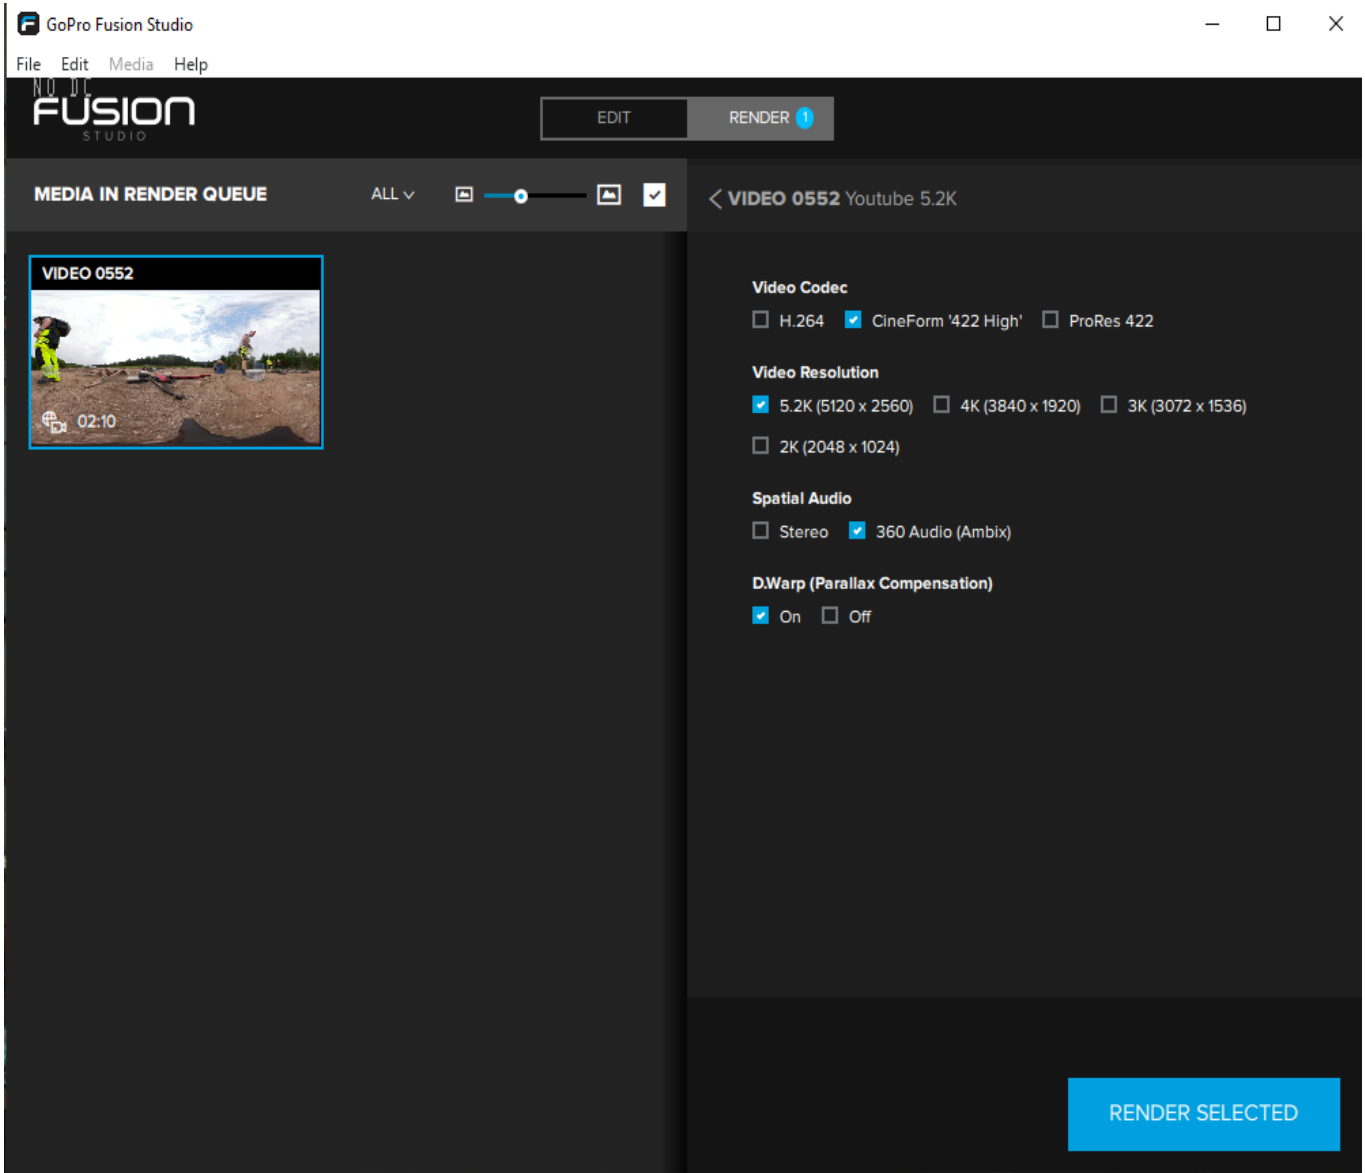 GoPro Fusion Studio
File Edit Media Help
NO DC
FUSION
STUDIO
EDIT RENDER 1
MEDIA IN RENDER QUEUE ALL
VIDEO 0552 Youtube 5.2K
VIDEO 0552
02:10
Video Codec
H.264 CineForm '422 High' ProRes 422
Video Resolution
5.2K (5120 x 2560) 4K (3840 x 1920) 3K (3072 x 1536)
2K (2048 x 1024)
Spatial Audio
Stereo 360 Audio (Ambix)
D.Warp (Parallax Compensation)
On Off
RENDER SELECTED